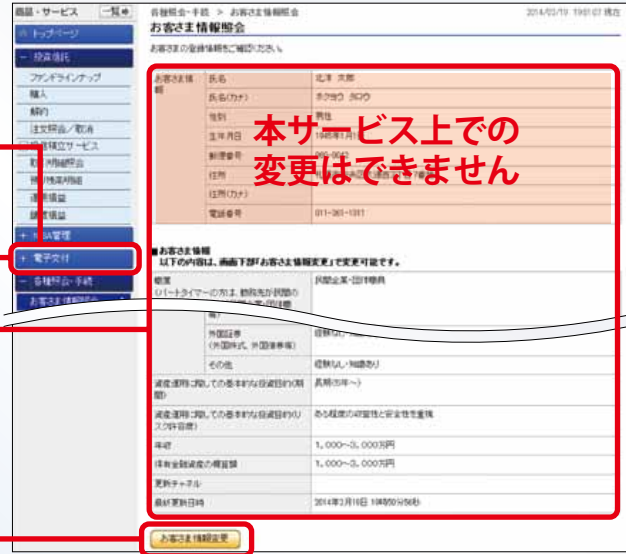 商品・サービス 一覧
トップページ
各種照会・手続 > お客さま情報照会
お客さま情報照会
お客さまの登録情報をご確認ください。
− 投資信託
ファンドラインナップ
購入
解約
注文照会／取消
+ NISA管理
+ 電子交付
− 各種照会・手続
お客さま情報照会
お客さま情報
氏名 北洋 太郎
氏名(カナ) ホクヨウ タロウ
性別 男性
生年月日
郵便番号
住所
住所(カナ)
電話番号 011-261-1311
本サービス上での
変更はできません
■お客さま情報
以下の内容は、画面下部「お客さま情報変更」で変更可能です。
職業 民間企業・団体職員
外国証券
(外国株式、外国債券等)
その他 経験なし・知識あり
資産運用に関しての基本的な投資目的(期間) 長期(5年〜)
資産運用に関しての基本的な投資目的(リスク許容度) ある程度の収益性と安全性を重視
年収 1,000〜3,000万円
保有金融資産の概算額 1,000〜3,000万円
更新チャネル
最終更新日時
お客さま情報変更